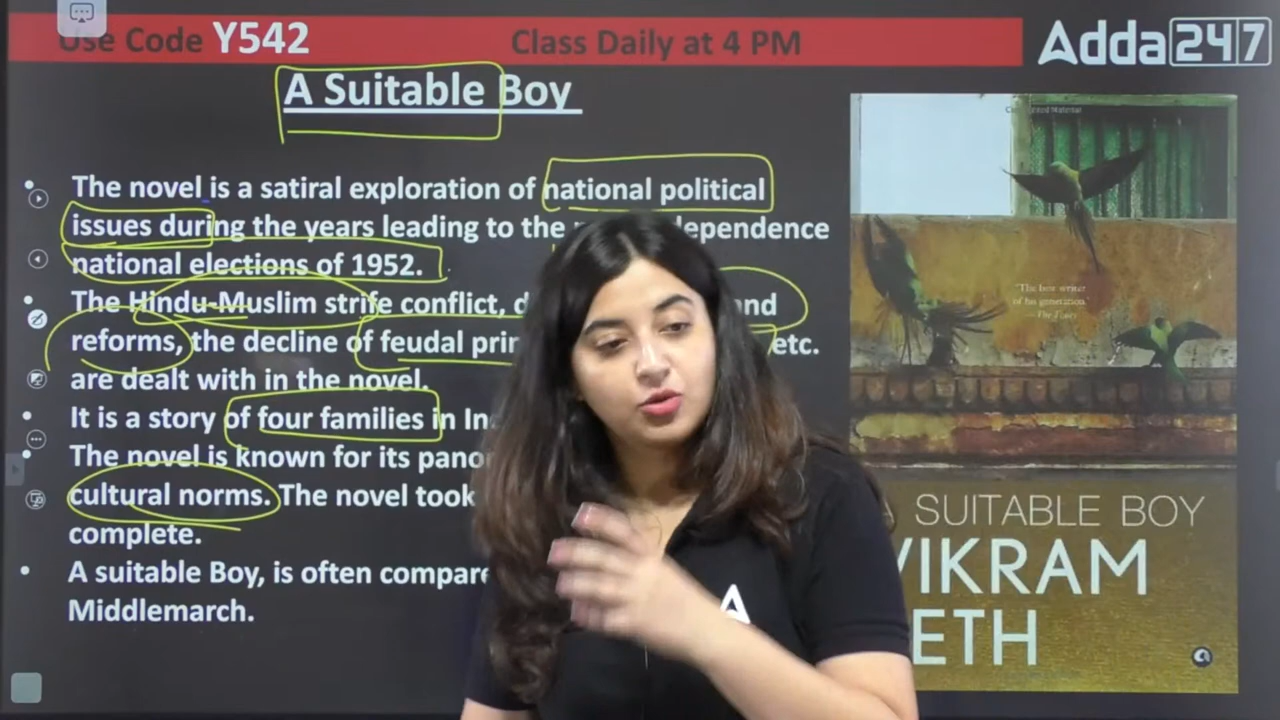 Use Code Y542 Class Daily at 4 PM Adda247
A Suitable Boy
The novel is a satiral exploration of national political
issues during the years leading to the
national elections of 1952.
The Hindu-Muslim strife conflict, and
reforms, the decline of feudal etc.
are dealt with in the novel.
It is a story of four families in
The novel is known for its
cultural norms. The novel took
complete.
A suitable Boy, is often
Middlemarch.
"The best writer
of his generation."
— The Times
A SUITABLE BOY
VIKRAM
SETH
A